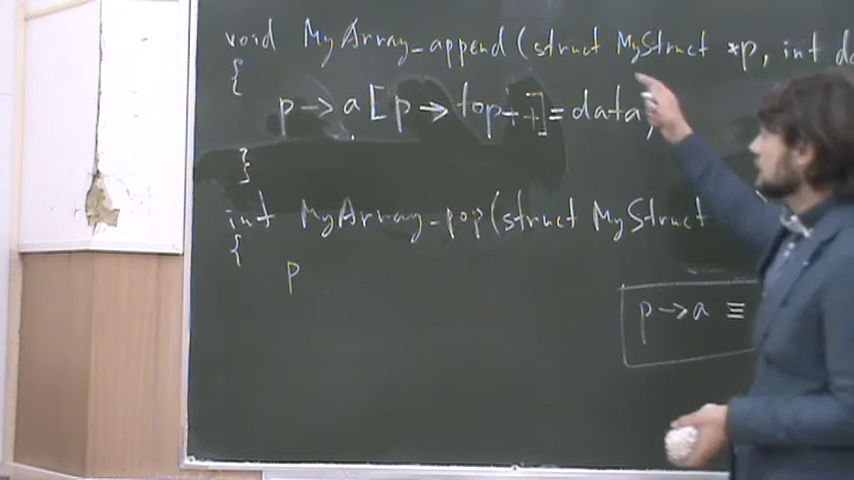 void MyArray_append(struct MyStruct *p, int
{
p->a[p->top++]=data;
}
int MyArray_pop(struct MyStruct
{
p
p->a ≡